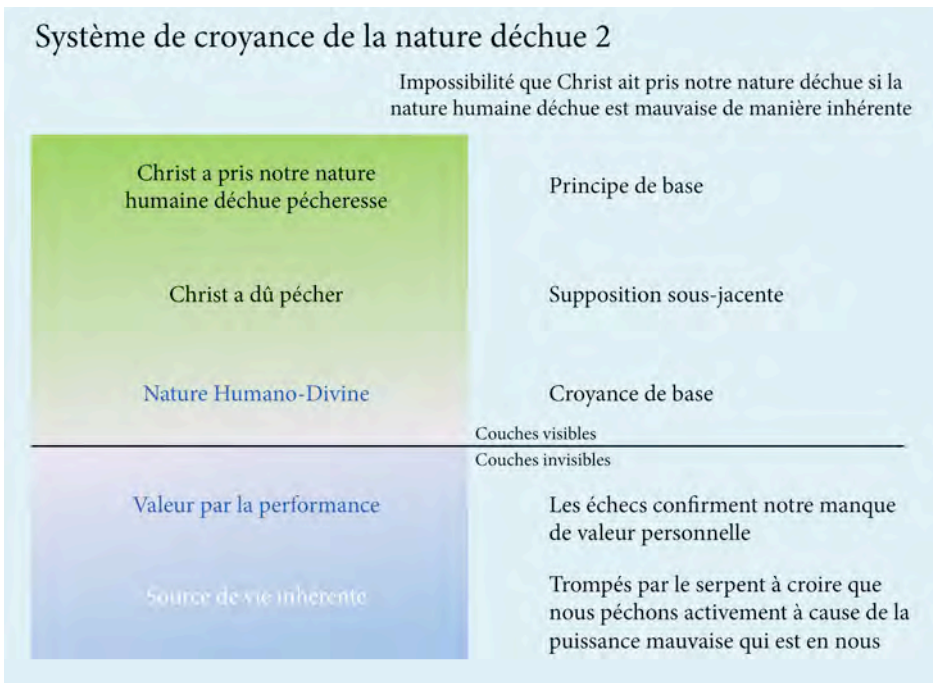 Système de croyance de la nature déchue 2
Impossibilité que Christ ait pris notre nature déchue si la
nature humaine déchue est mauvaise de manière inhérente
Christ a pris notre nature
humaine déchue pécheresse
Principe de base
Christ a dû pécher
Supposition sous-jacente
Nature Humano-Divine
Croyance de base
Couches visibles
Couches invisibles
Valeur par la performance
Les échecs confirment notre manque
de valeur personnelle
Source de vie inhérente
Trompés par le serpent à croire que
nous péchons activement à cause de la
puissance mauvaise qui est en nous